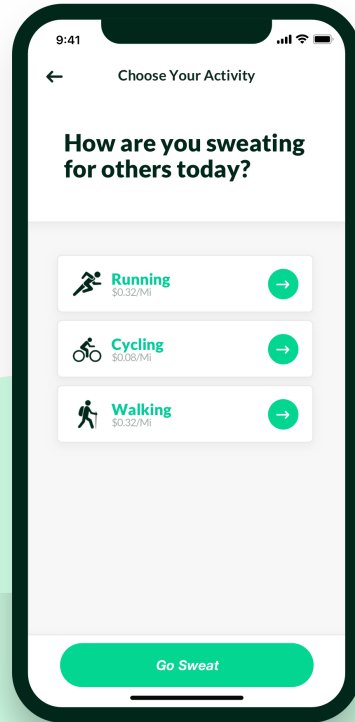 9:41
Choose Your Activity
How are you sweating
for others today?
Running
$0.32/Mi
Cycling
$0.08/Mi
Walking
$0.32/Mi
Go Sweat